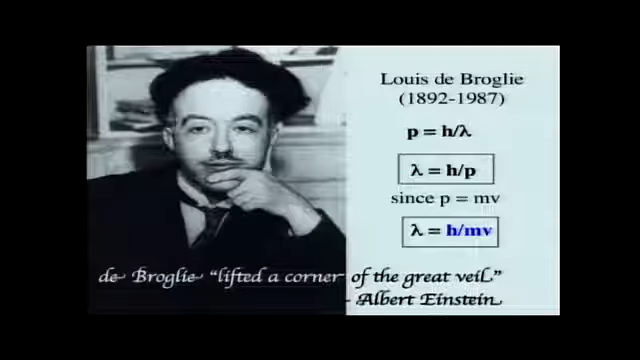 Louis de Broglie
(1892-1987)
p = h/λ
λ = h/p
since p = mv
λ = h/mv
de Broglie "lifted a corner of the great veil."
- Albert Einstein